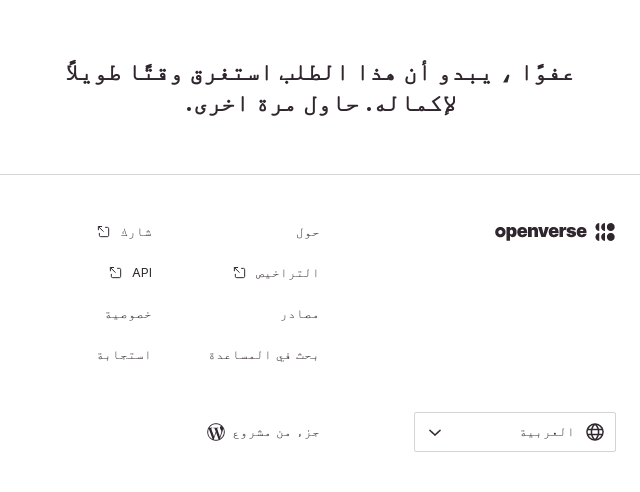 عفوًا ، يبدو أن هذا الطلب استغرق وقتًا طويلاً
لإكماله. حاول مرة اخرى.
openverse
حول
شارك
التراخيص
API
مصادر
خصوصية
بحث في المساعدة
استجابة
العربية
جزء من مشروع